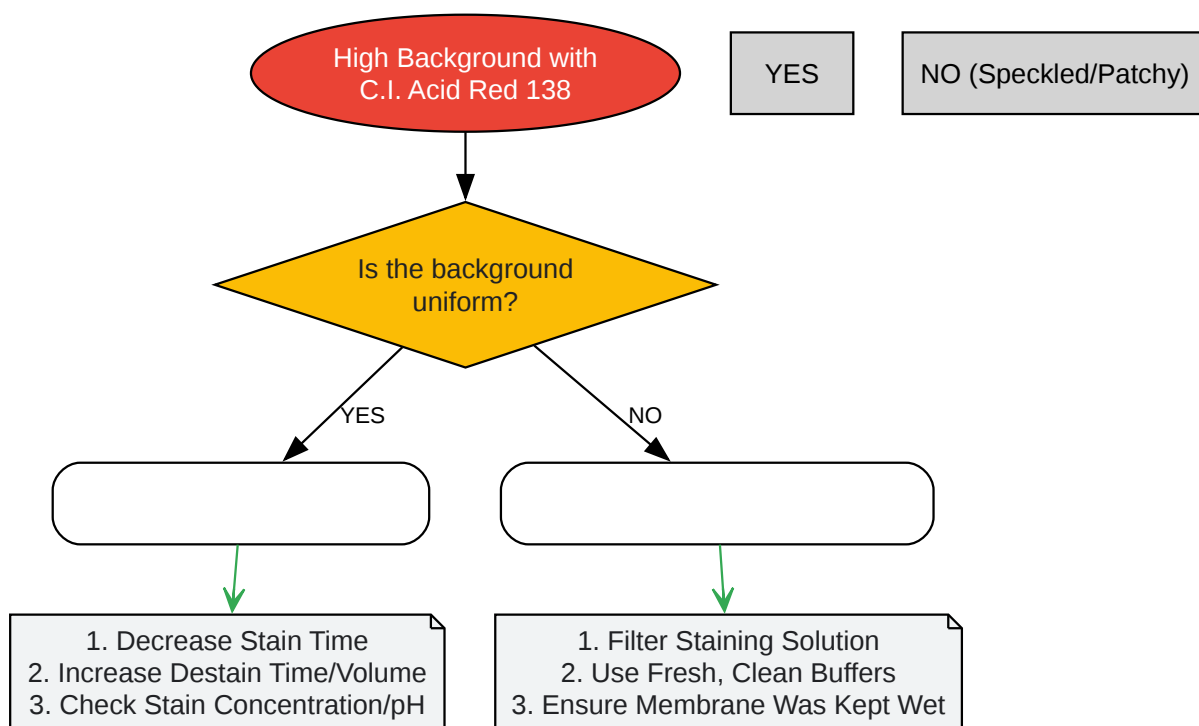 High Background with
C.I. Acid Red 138
YES
NO (Speckled/Patchy)
Is the background
uniform?
YES
NO
1. Decrease Stain Time
2. Increase Destain Time/Volume
3. Check Stain Concentration/pH
1. Filter Staining Solution
2. Use Fresh, Clean Buffers
3. Ensure Membrane Was Kept Wet